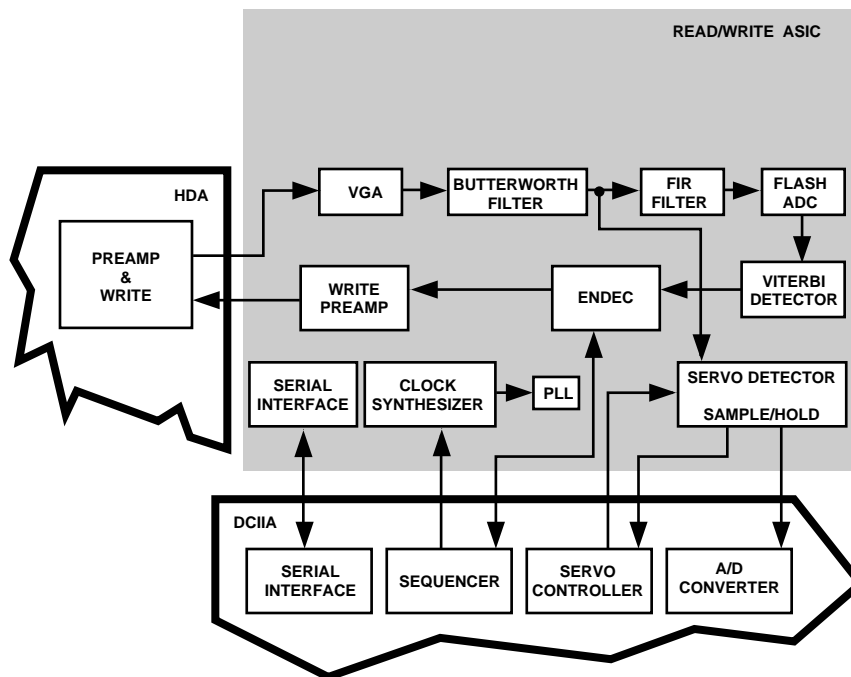 READ/WRITE ASIC
HDA
VGA
BUTTERWORTH
FILTER
FIR
FILTER
FLASH
ADC
PREAMP
&
WRITE
WRITE
PREAMP
ENDEC
VITERBI
DETECTOR
SERIAL
INTERFACE
CLOCK
SYNTHESIZER
PLL
SERVO DETECTOR
SAMPLE/HOLD
DCIIA
SERIAL
INTERFACE
SEQUENCER
SERVO
CONTROLLER
A/D
CONVERTER